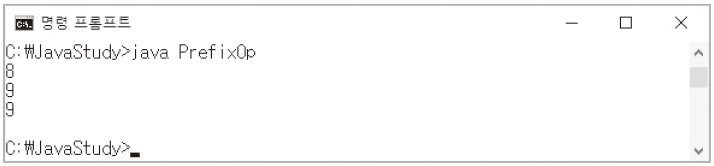 명령 프롬프트
C:₩JavaStudy>java PrefixOp
8
9
9
C:₩JavaStudy>